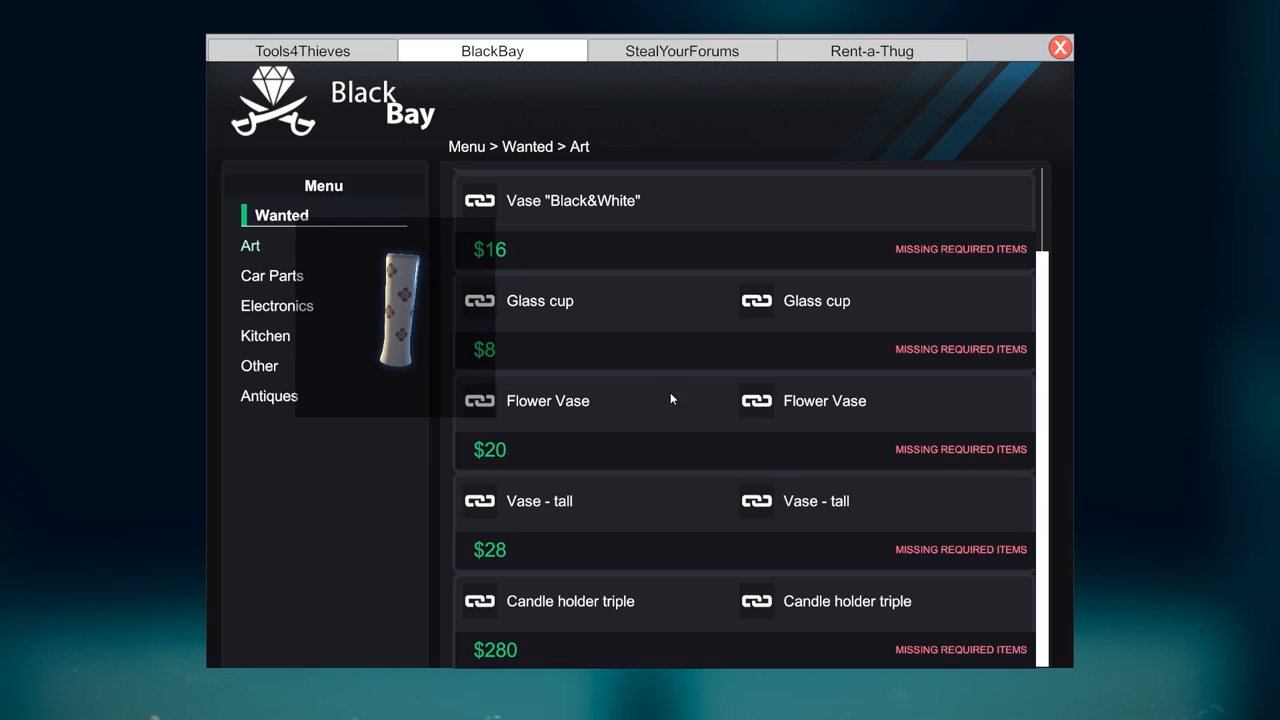 Tools4Thieves BlackBay StealYourForums Rent-a-Thug X
Black
Bay
Menu > Wanted > Art
Menu
Wanted
Art
Car Parts
Electronics
Kitchen
Other
Antiques
Vase "Black&White"
$16 MISSING REQUIRED ITEMS
Glass cup Glass cup
$8 MISSING REQUIRED ITEMS
Flower Vase Flower Vase
$20 MISSING REQUIRED ITEMS
Vase - tall Vase - tall
$28 MISSING REQUIRED ITEMS
Candle holder triple Candle holder triple
$280 MISSING REQUIRED ITEMS